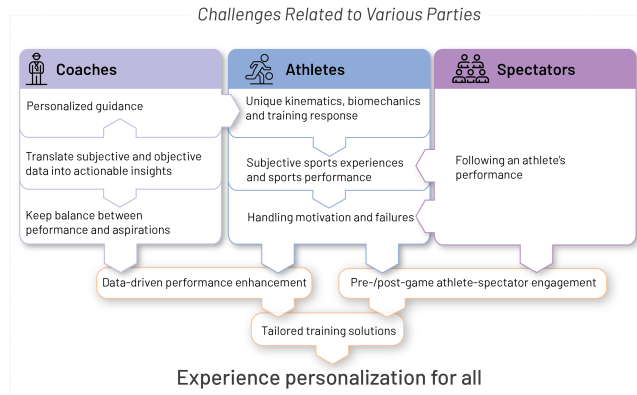 Challenges Related to Various Parties
Coaches
Personalized guidance
Translate subjective and objective
data into actionable insights
Keep balance between
peformance and aspirations
Athletes
Unique kinematics, biomechanics
and training response
Subjective sports experiences
and sports performance
Handling motivation and failures
Spectators
Following an athlete's
performance
Data-driven performance enhancement
Pre-/post-game athlete-spectator engagement
Tailored training solutions
Experience personalization for all